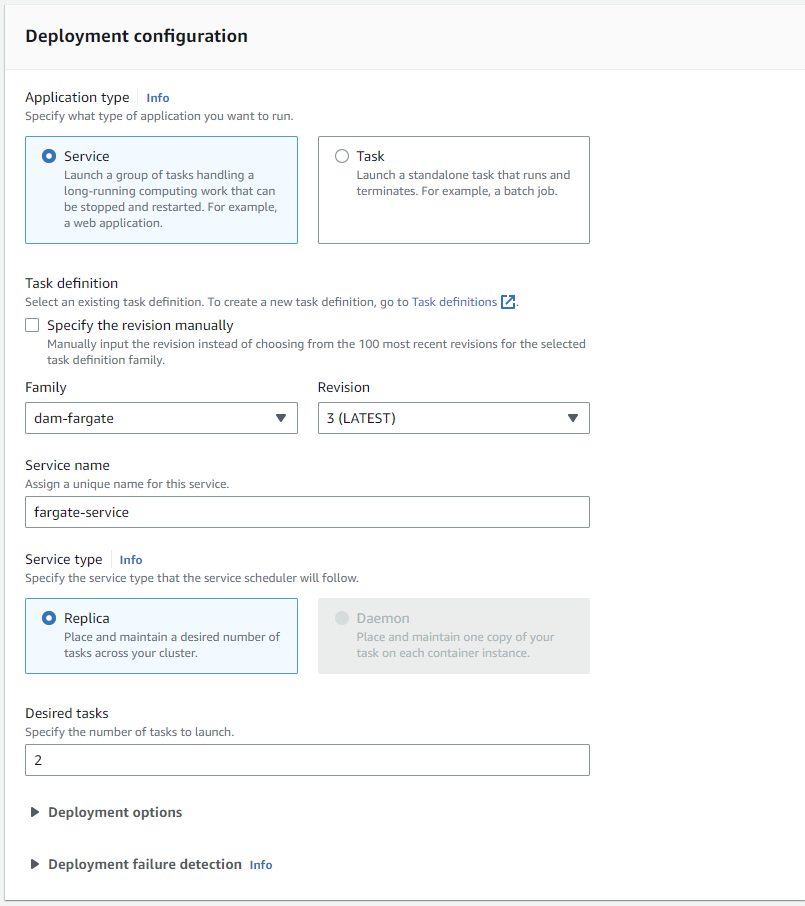 Deployment configuration
Application type Info
Specify what type of application you want to run.
Service
Launch a group of tasks handling a
long-running computing work that can
be stopped and restarted. For example,
a web application.
Task
Launch a standalone task that runs and
terminates. For example, a batch job.
Task definition
Select an existing task definition. To create a new task definition, go to Task definitions.
Specify the revision manually
Manually input the revision instead of choosing from the 100 most recent revisions for the selected
task definition family.
Family
dam-fargate
Revision
3 (LATEST)
Service name
Assign a unique name for this service.
fargate-service
Service type Info
Specify the service type that the service scheduler will follow.
Replica
Place and maintain a desired number of
tasks across your cluster.
Daemon
Place and maintain one copy of your
task on each container instance.
Desired tasks
Specify the number of tasks to launch.
2
Deployment options
Deployment failure detection Info